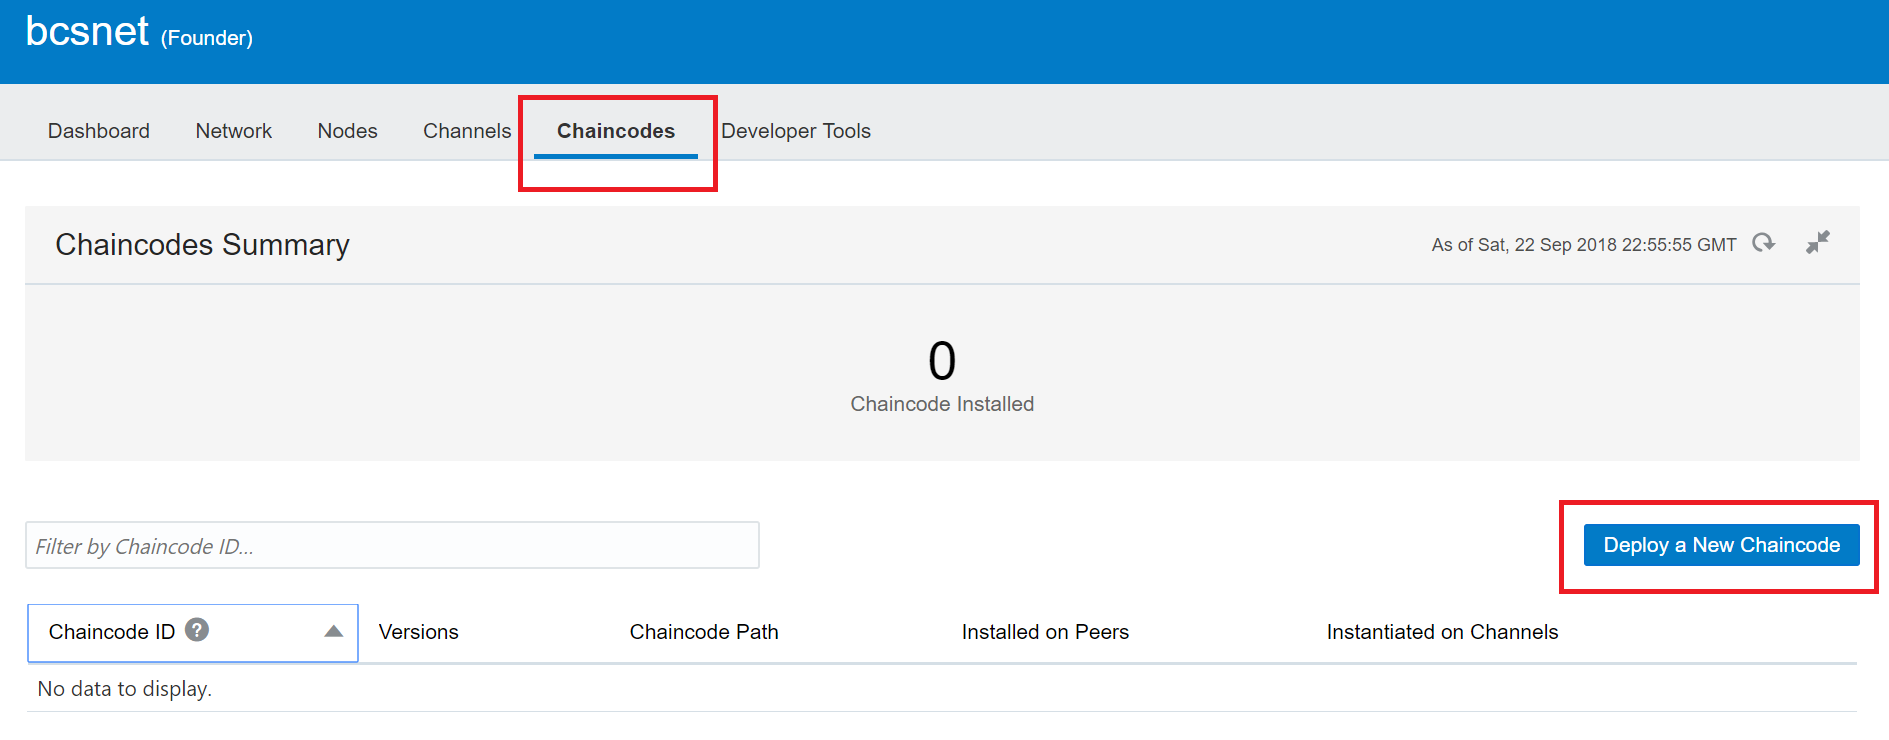 bcsnet (Founder)
Dashboard Network Nodes Channels Chaincodes Developer Tools
Chaincodes Summary As of Sat, 22 Sep 2018 22:55:55 GMT
0
Chaincode Installed
Filter by Chaincode ID...
Deploy a New Chaincode
Chaincode ID ? Versions Chaincode Path Installed on Peers Instantiated on Channels
No data to display.